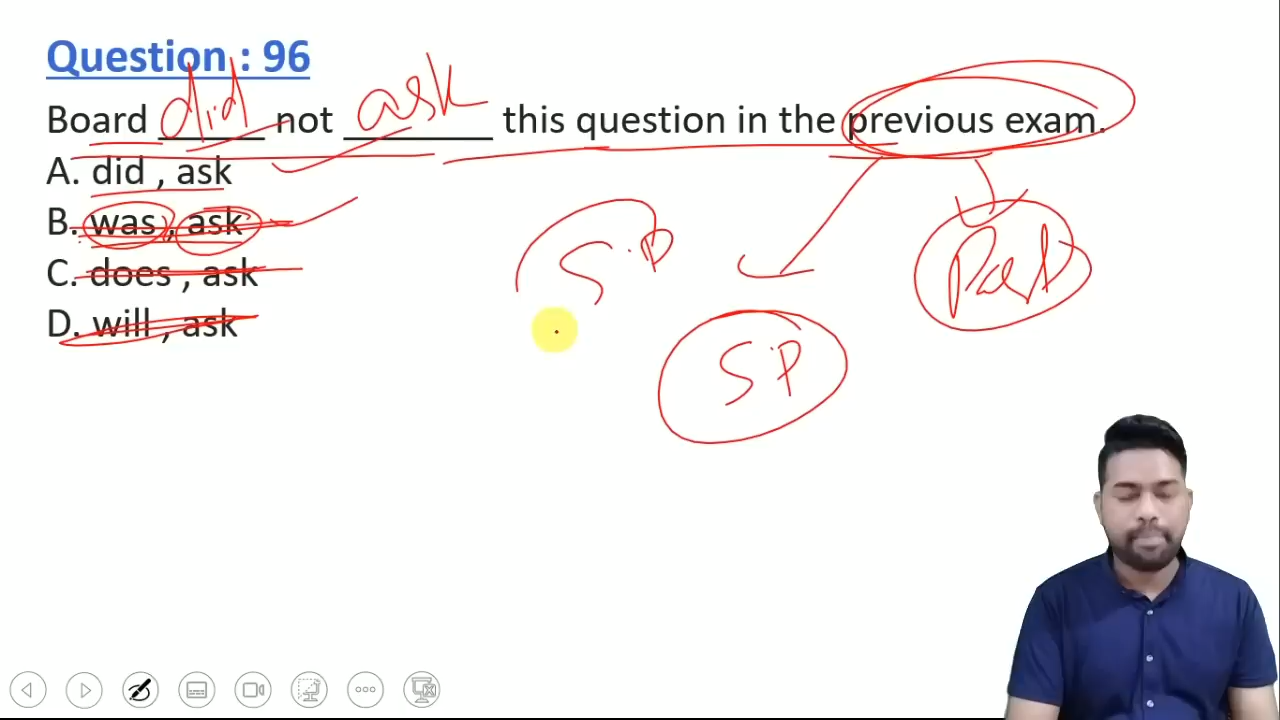 Question : 96
Board did not ask this question in the previous exam.
A. did , ask
B. was, ask
C. does , ask
D. will , ask
S.P
Past
SP